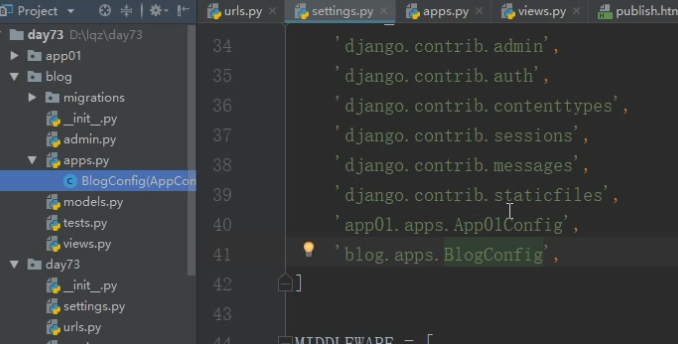 Project
urls.py
settings.py
apps.py
views.py
publish.htm
day73 D:\lqz\day73
app01
blog
migrations
__init__.py
admin.py
apps.py
BlogConfig(AppCon
models.py
tests.py
views.py
day73
__init__.py
settings.py
urls.py
34 'django.contrib.admin',
35 'django.contrib.auth',
36 'django.contrib.contenttypes',
37 'django.contrib.sessions',
38 'django.contrib.messages',
39 'django.contrib.staticfiles',
40 'app01.apps.App01Config',
41 'blog.apps.BlogConfig',
42 ]
43
44 MIDDLEWARE = [